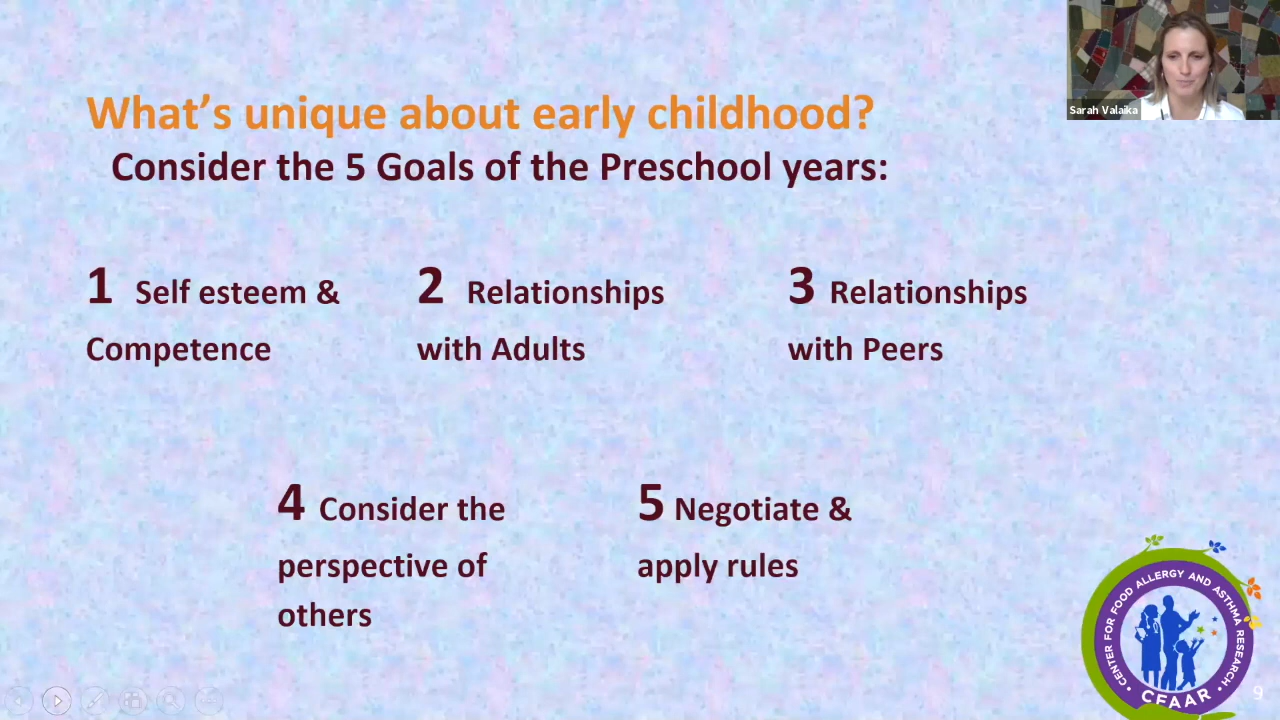 What's unique about early childhood?
Consider the 5 Goals of the Preschool years:
1 Self esteem &
Competence
2 Relationships
with Adults
3 Relationships
with Peers
4 Consider the
perspective of
others
5 Negotiate &
apply rules
Sarah Valaika
CENTER FOR FOOD ALLERGY AND ASTHMA RESEARCH
CFAAR
9